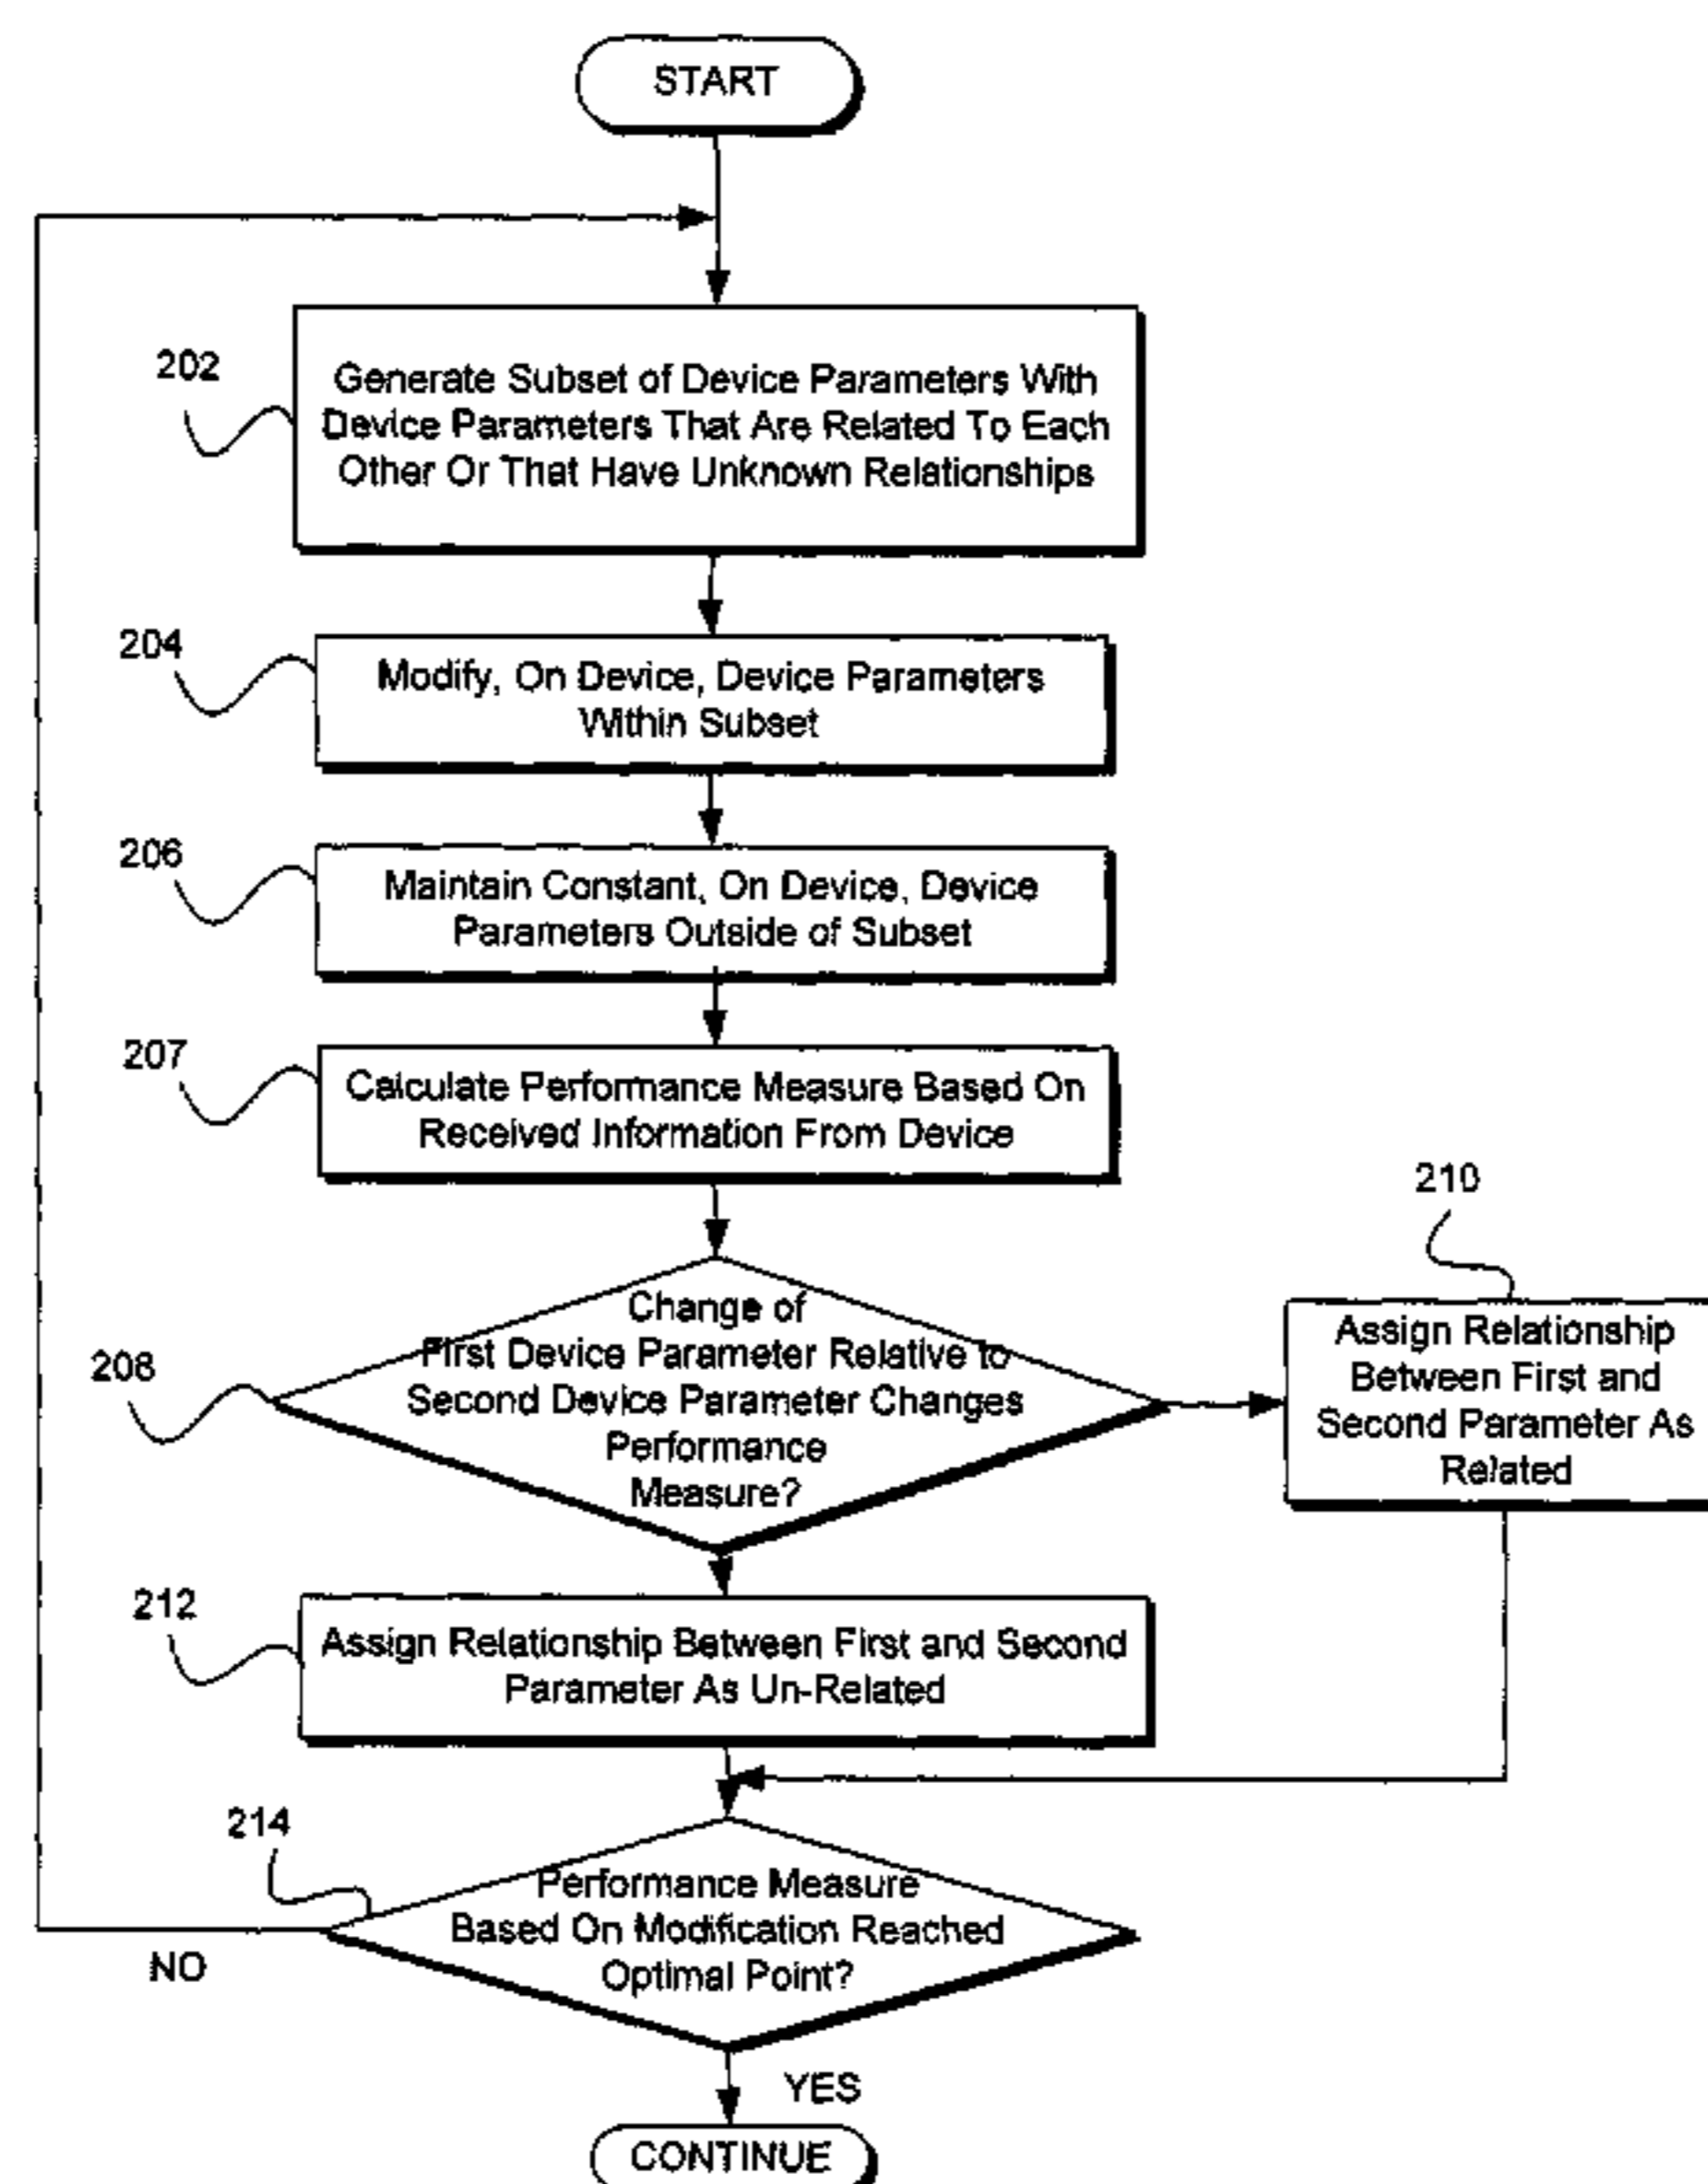 START
202
Generate Subset of Device Parameters With
Device Parameters That Are Related To Each
Other Or That Have Unknown Relationships
204
Modify, On Device, Device Parameters
Within Subset
206
Maintain Constant, On Device, Device
Parameters Outside of Subset
207
Calculate Performance Measure Based On
Received Information From Device
208
Change of
First Device Parameter Relative to
Second Device Parameter Changes
Performance
Measure?
210
Assign Relationship
Between First and
Second Parameter As
Related
212
Assign Relationship Between First and Second
Parameter As Un-Related
214
Performance Measure
Based On Modification Reached
Optimal Point?
NO
YES
CONTINUE